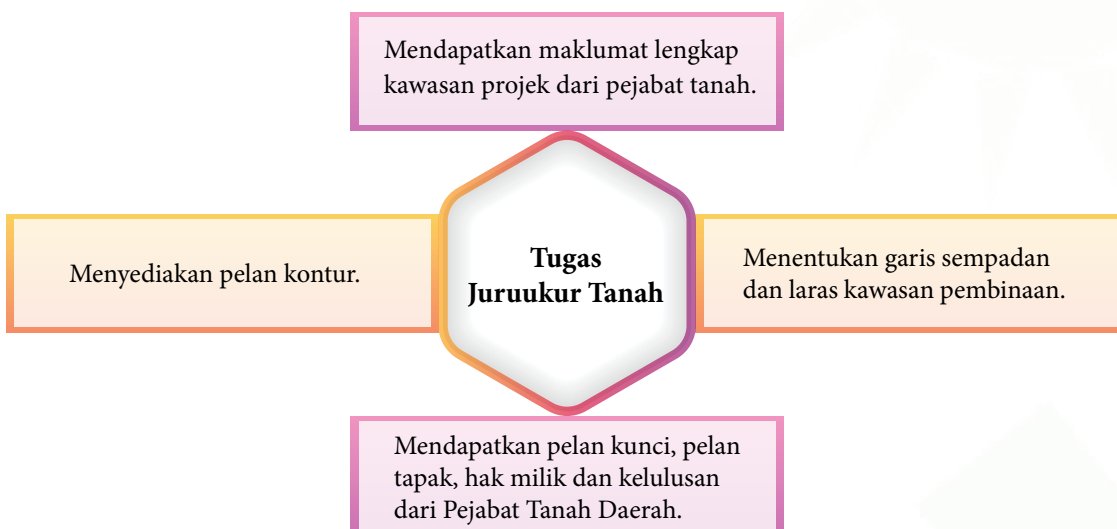 Mendapatkan maklumat lengkap
kawasan projek dari pejabat tanah.
Menyediakan pelan kontur.
Tugas
Juruukur Tanah
Menentukan garis sempadan
dan laras kawasan pembinaan.
Mendapatkan pelan kunci, pelan
tapak, hak milik dan kelulusan
dari Pejabat Tanah Daerah.